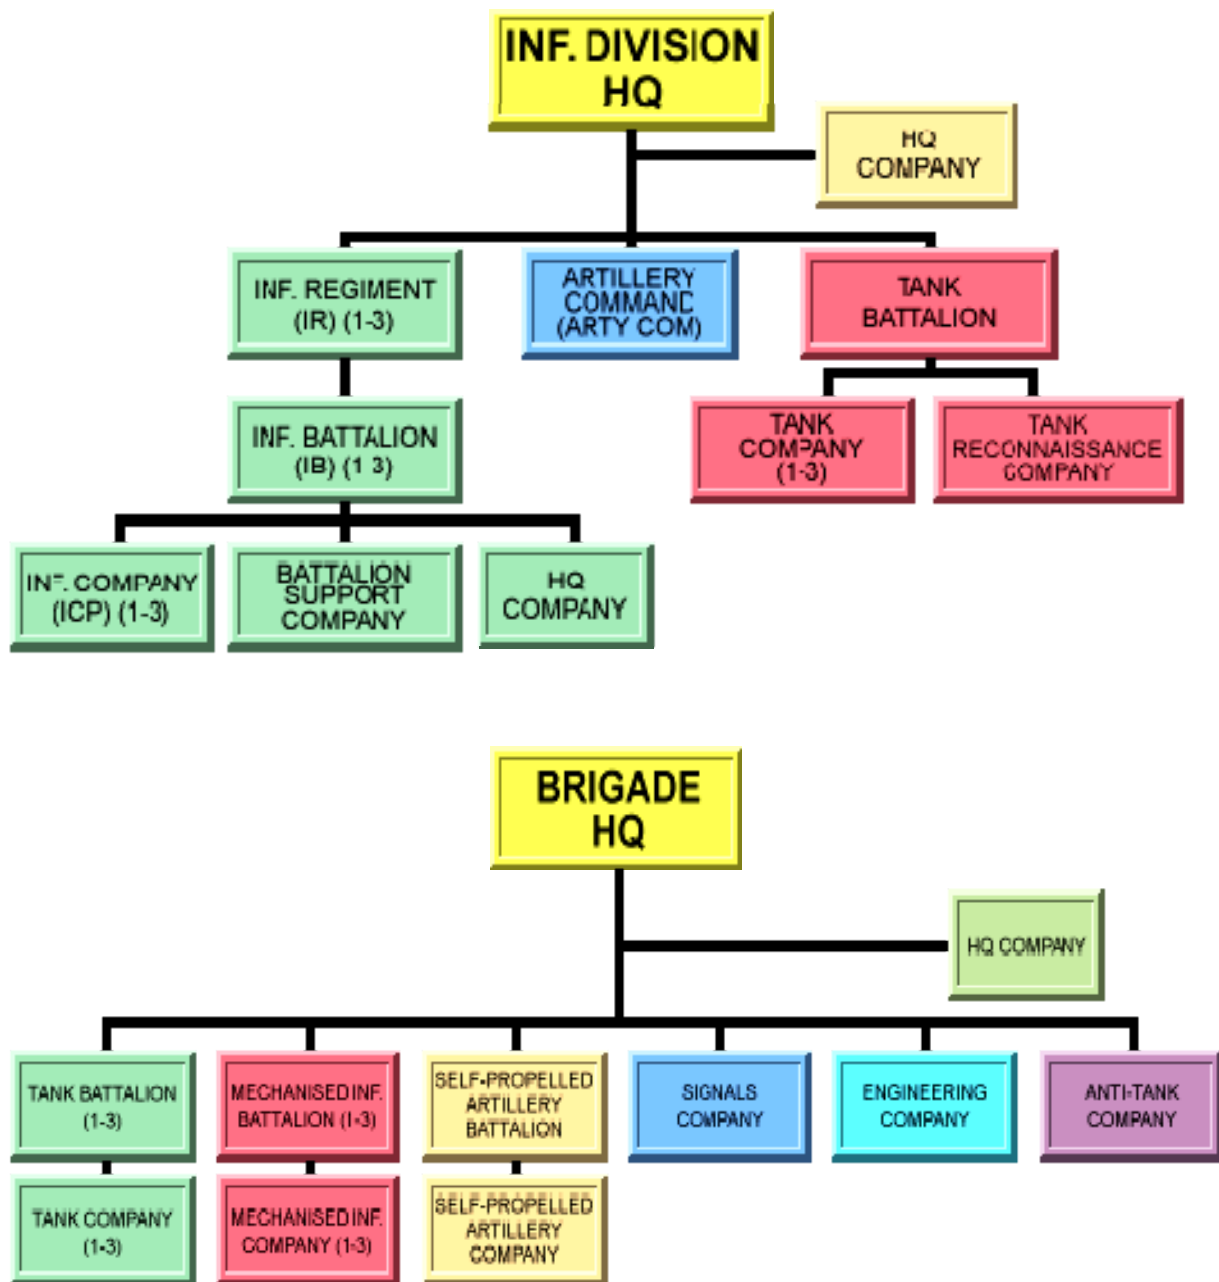 INF. DIVISION
HQ
HQ
COMPANY
INF. REGIMENT
(IR) (1-3)
ARTILLERY
COMMAND
(ARTY COM)
TANK
BATTALION
INF. BATTALION
(IB) (1-3)
TANK
COMPANY
(1-3)
TANK
RECONNAISSANCE
COMPANY
INF. COMPANY
(ICP) (1-3)
BATTALION
SUPPORT
COMPANY
HQ
COMPANY
BRIGADE
HQ
HQ COMPANY
TANK BATTALION
(1-3)
MECHANISED INF.
BATTALION (1-3)
SELF-PROPELLED
ARTILLERY
BATTALION
SIGNALS
COMPANY
ENGINEERING
COMPANY
ANTI-TANK
COMPANY
TANK COMPANY
(1-3)
MECHANISED INF.
COMPANY (1-3)
SELF-PROPELLED
ARTILLERY
COMPANY